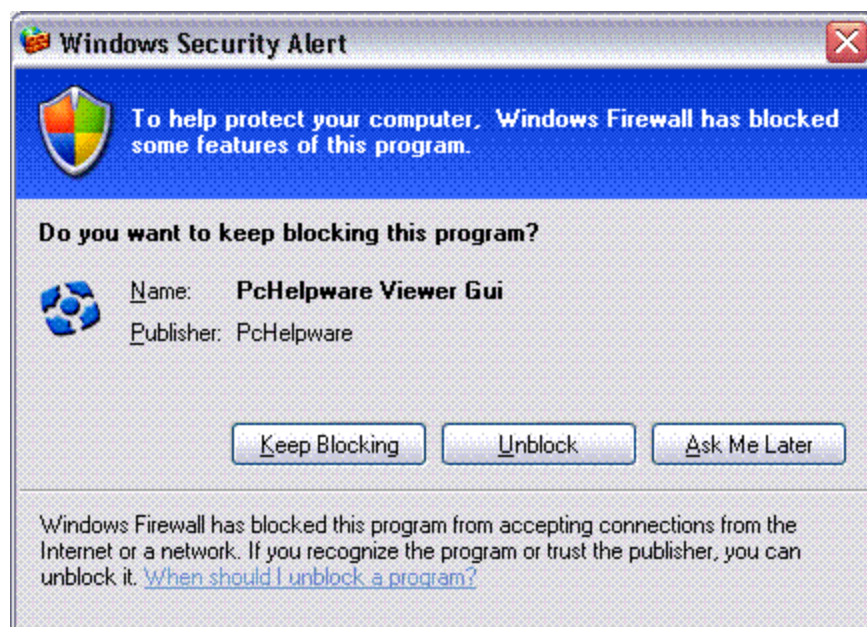 Windows Security Alert
To help protect your computer, Windows Firewall has blocked
some features of this program.
Do you want to keep blocking this program?
Name: PcHelpware Viewer Gui
Publisher: PcHelpware
Keep Blocking Unblock Ask Me Later
Windows Firewall has blocked this program from accepting connections from the
Internet or a network. If you recognize the program or trust the publisher, you can
unblock it. When should I unblock a program?